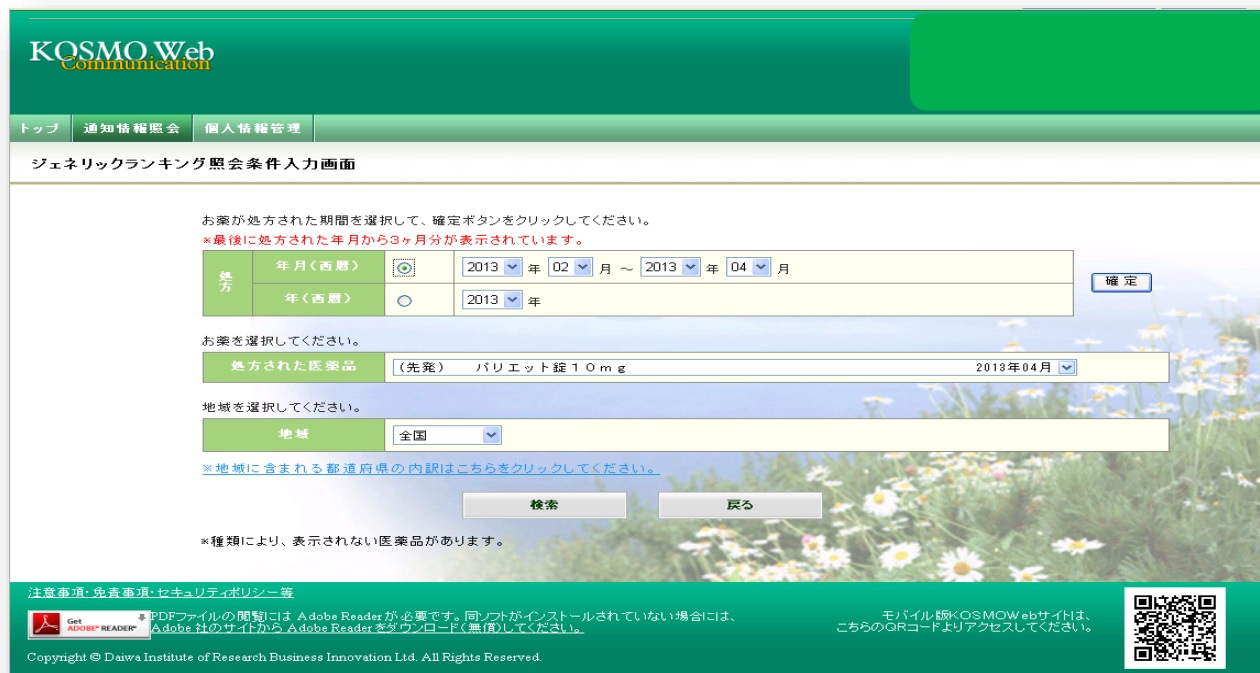 KOSMO Web
Communication
トップ 通知情報照会 個人情報管理
ジェネリックランキング照会条件入力画面
お薬が処方された期間を選択して、確定ボタンをクリックしてください。
※最後に処方された年月から3ヶ月分が表示されています。
処方 年月(西暦) 2013 年 02 月 ～ 2013 年 04 月
確定
年(西暦) 2013 年
お薬を選択してください。
処方された医薬品 (先発) パリエット錠10mg 2013年04月
地域を選択してください。
地域 全国
※地域に含まれる都道府県の内訳はこちらをクリックしてください。
検索 戻る
※種類により、表示されない医薬品があります。
注意事項・免責事項・セキュリティポリシー等
Get ADOBE® READER®
PDFファイルの閲覧には Adobe Readerが必要です。同ソフトがインストールされていない場合には、
Adobe 社のサイトから Adobe Readerをダウンロード(無償)してください。
モバイル版KOSMOWebサイトは、
こちらのQRコードよりアクセスしてください。
Copyright © Daiwa Institute of Research Business Innovation Ltd. All Rights Reserved.